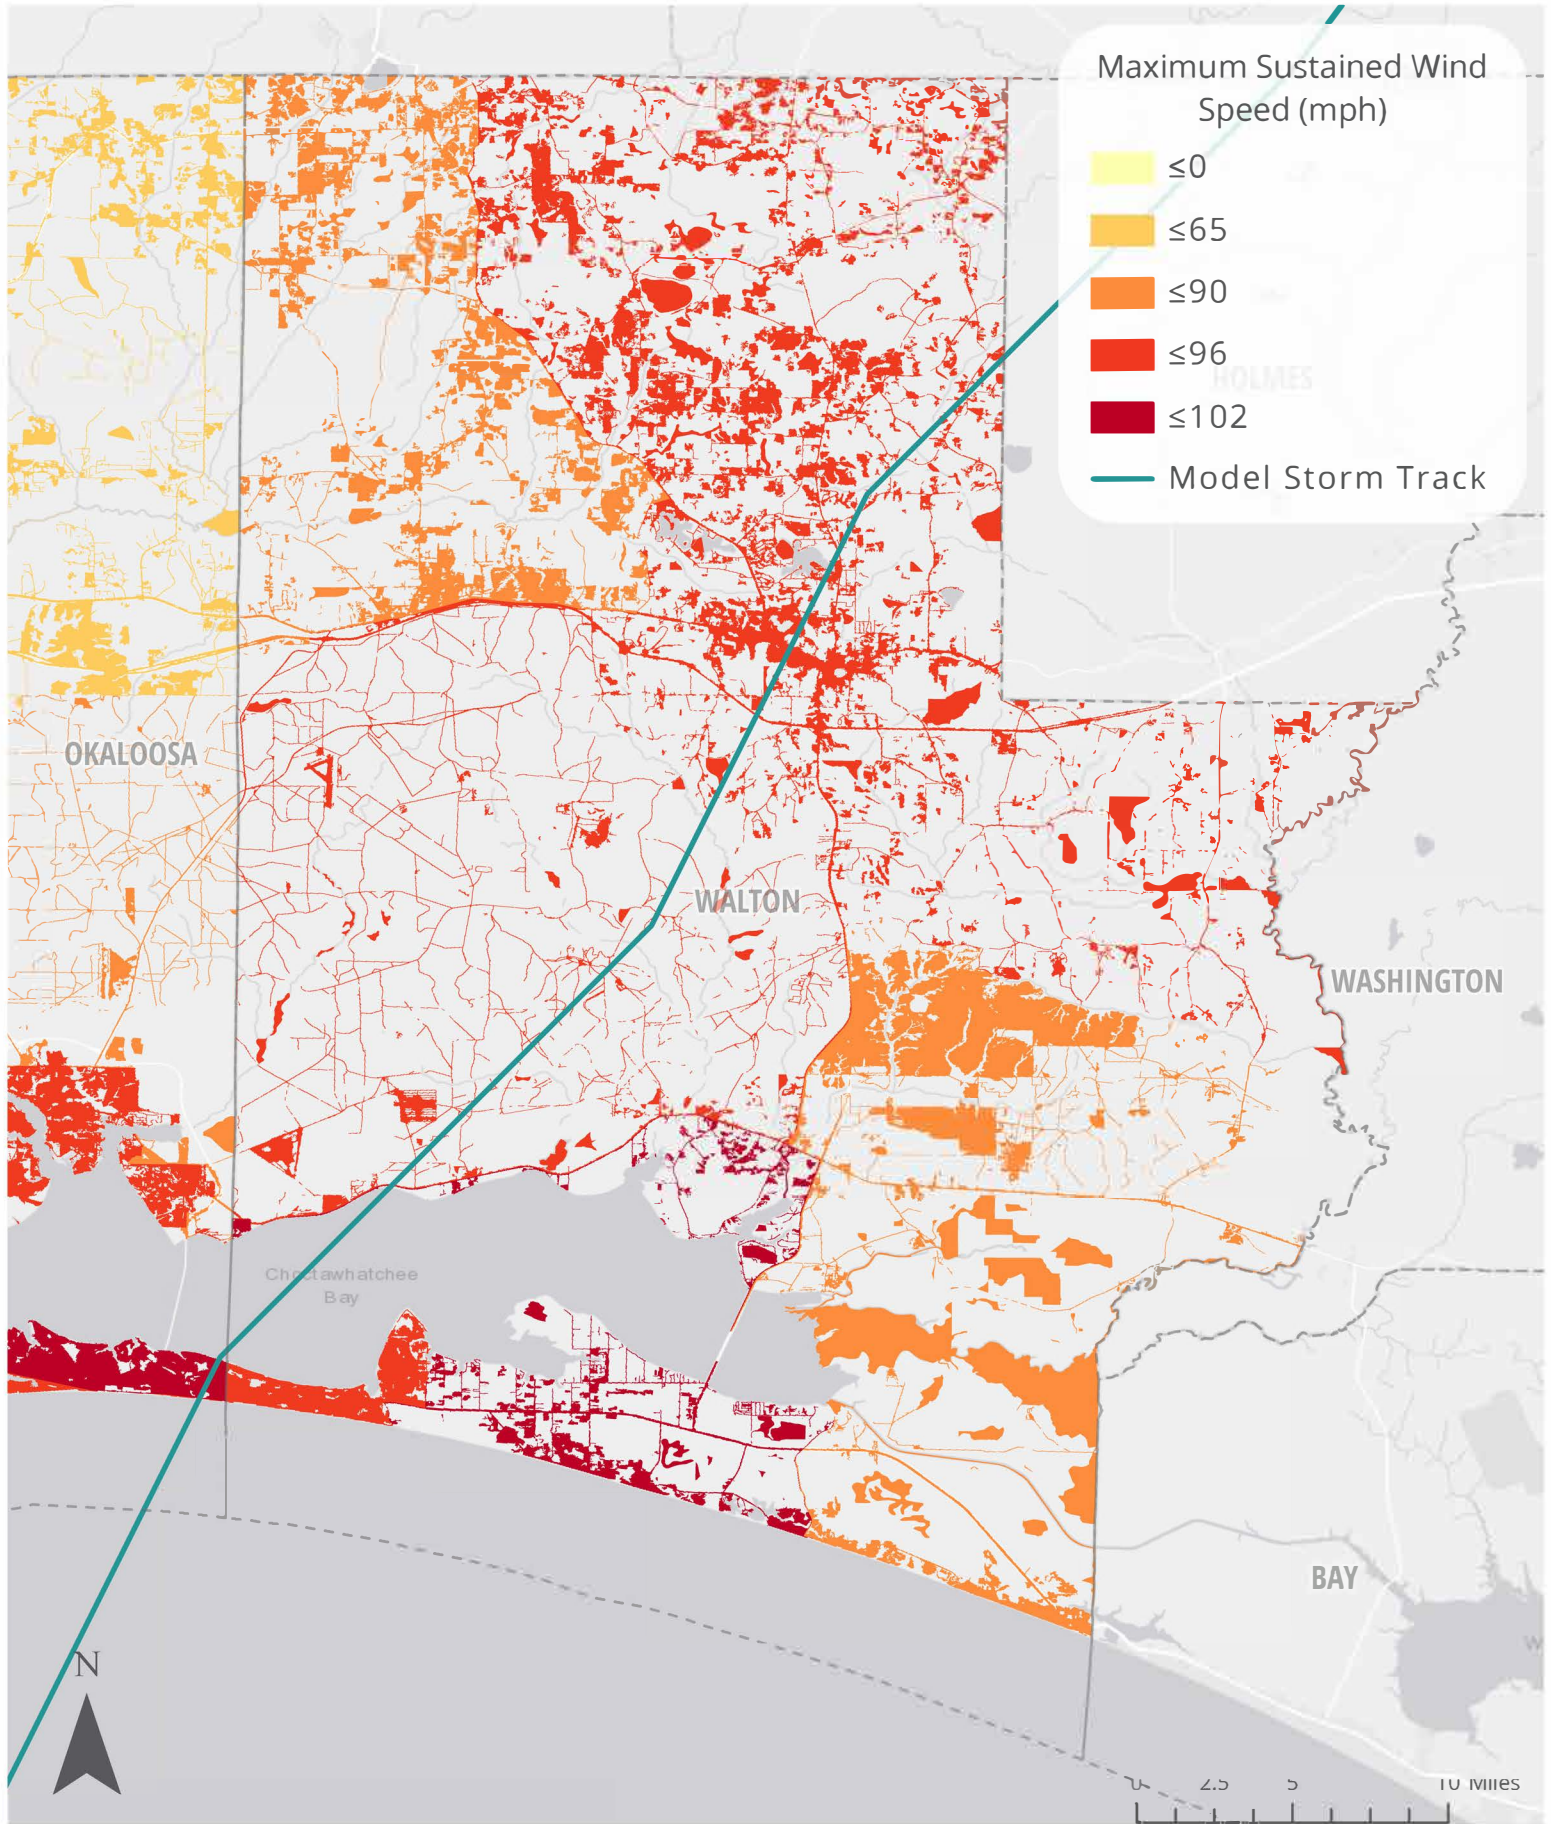 Maximum Sustained Wind
Speed (mph)
≤0
≤65
≤90
HOLMES
≤96
≤102
Model Storm Track
OKALOOSA
WALTON
WASHINGTON
Choctawhatchee
Bay
BAY
N
0 2.5 5 10 Miles